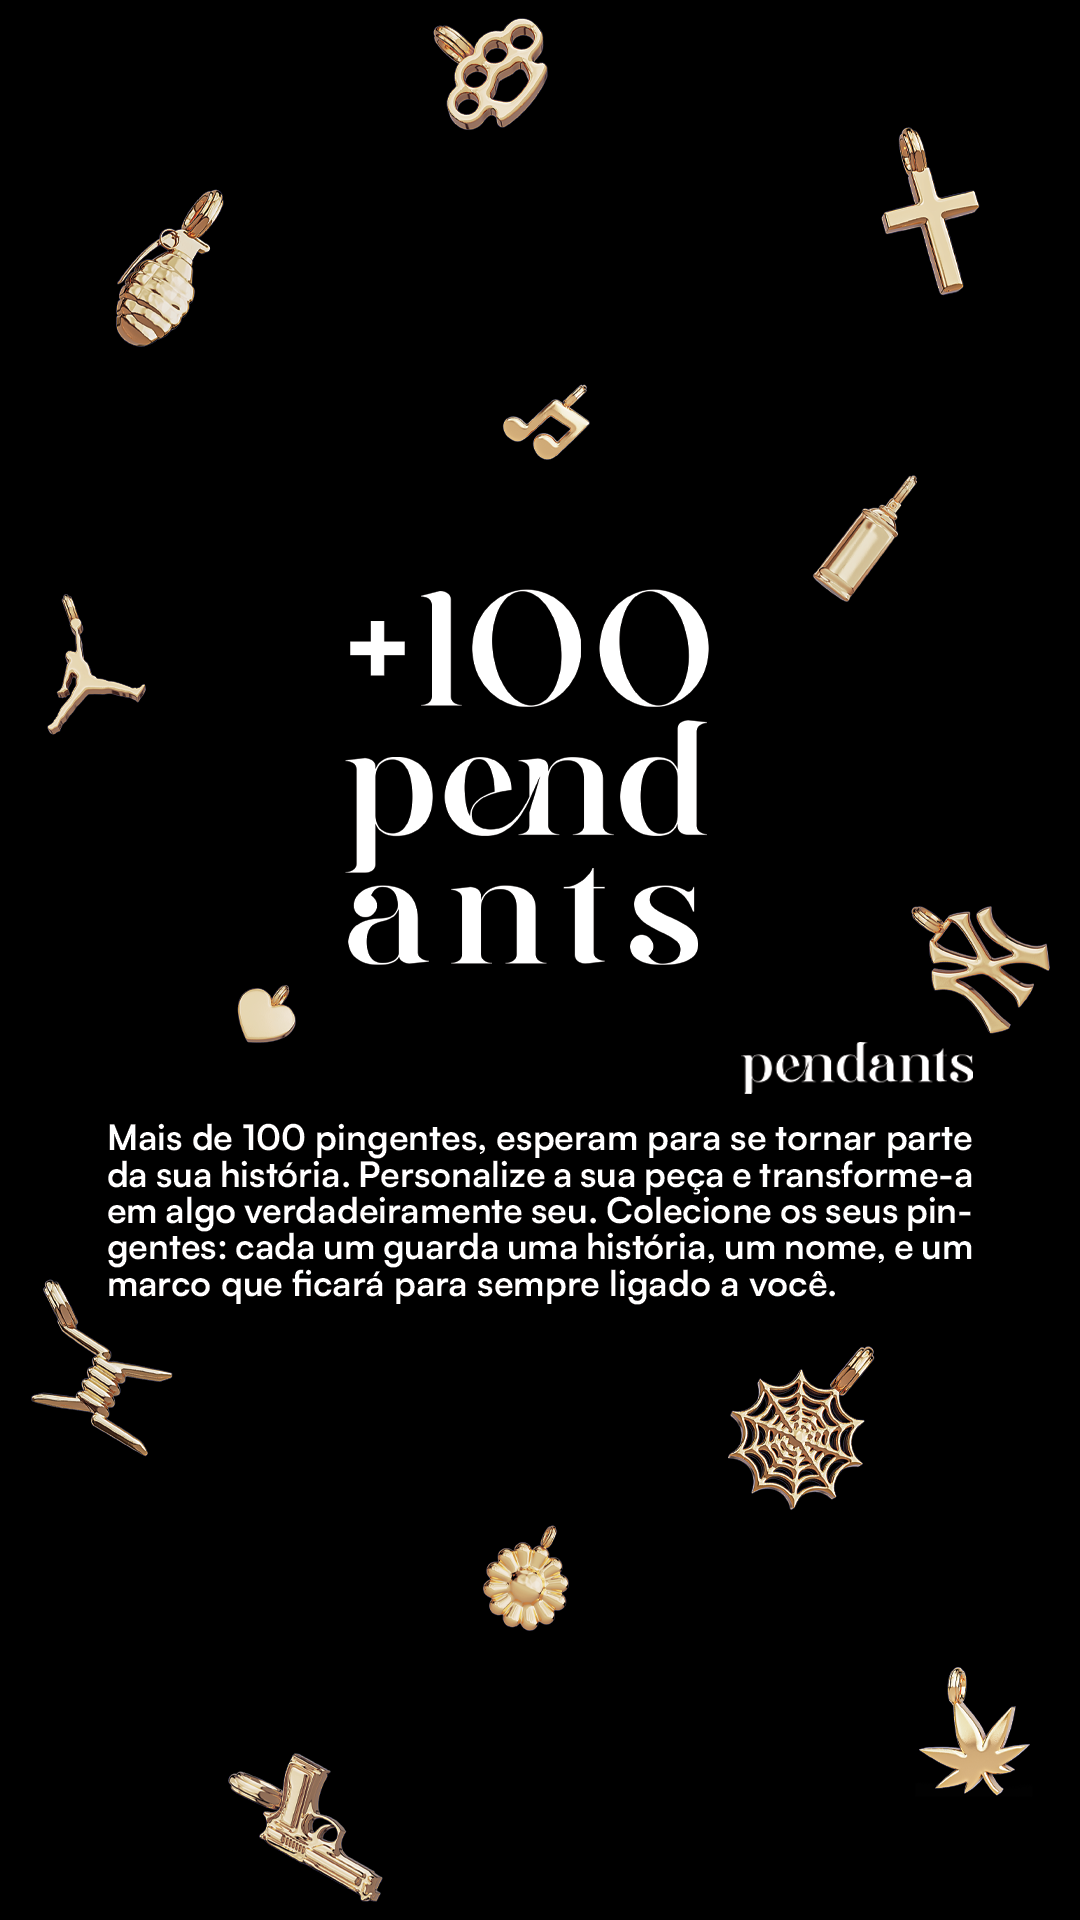 +100
pend
ants
pendants
Mais de 100 pingentes, esperam para se tornar parte
da sua história. Personalize a sua peça e transforme-a
em algo verdadeiramente seu. Colecione os seus pin-
gentes: cada um guarda uma história, um nome, e um
marco que ficará para sempre ligado a você.